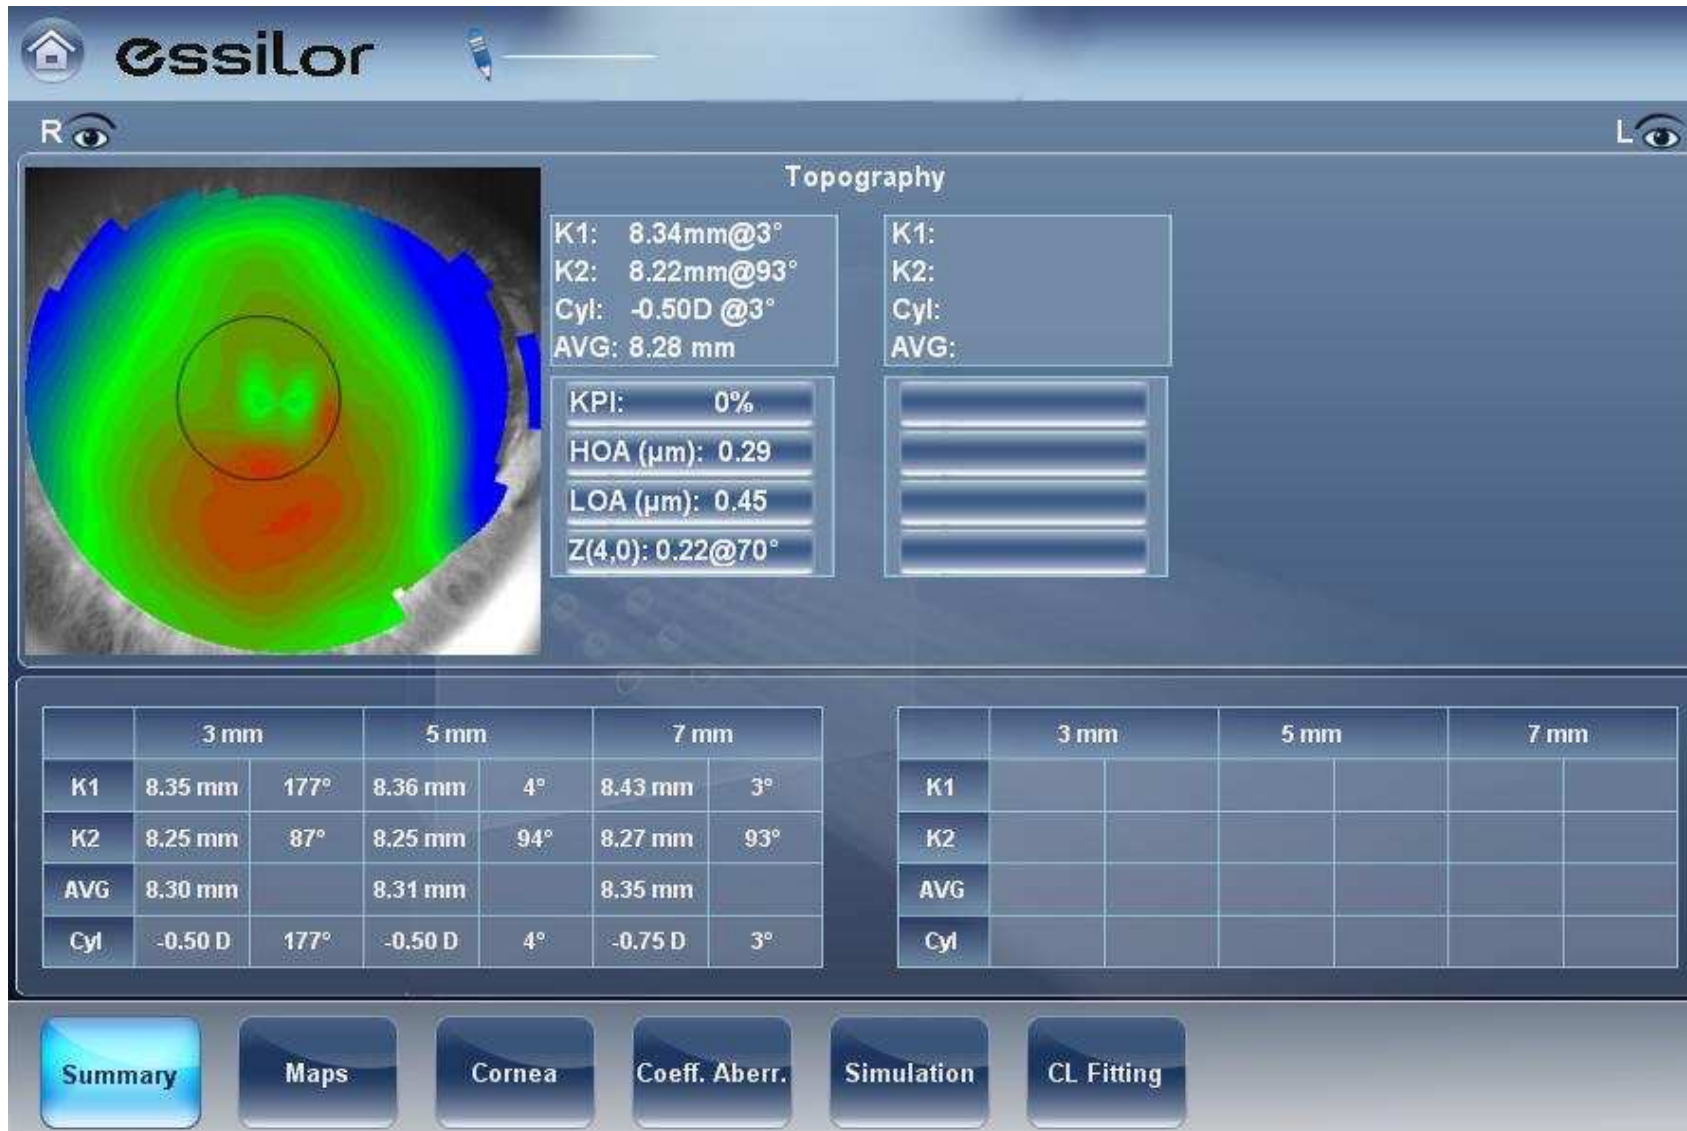 essilor
R L
Topography
K1: 8.34mm@3°
K2: 8.22mm@93°
Cyl: -0.50D @3°
AVG: 8.28 mm
KPI: 0%
HOA (µm): 0.29
LOA (µm): 0.45
Z(4,0): 0.22@70°
K1:
K2:
Cyl:
AVG:
3 mm 5 mm 7 mm
K1 8.35 mm 177° 8.36 mm 4° 8.43 mm 3°
K2 8.25 mm 87° 8.25 mm 94° 8.27 mm 93°
AVG 8.30 mm 8.31 mm 8.35 mm
Cyl -0.50 D 177° -0.50 D 4° -0.75 D 3°
3 mm 5 mm 7 mm
K1
K2
AVG
Cyl
Summary Maps Cornea Coeff. Aberr. Simulation CL Fitting